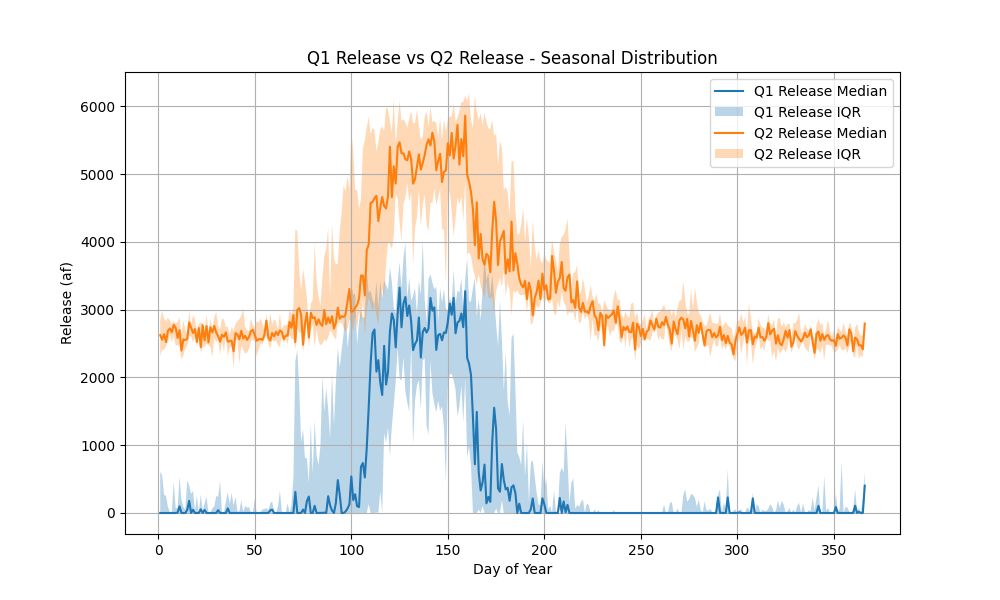 Q1 Release vs Q2 Release - Seasonal Distribution
Q1 Release Median
Q1 Release IQR
Q2 Release Median
Q2 Release IQR
Release (af)
6000
5000
4000
3000
2000
1000
0
0 50 100 150 200 250 300 350
Day of Year